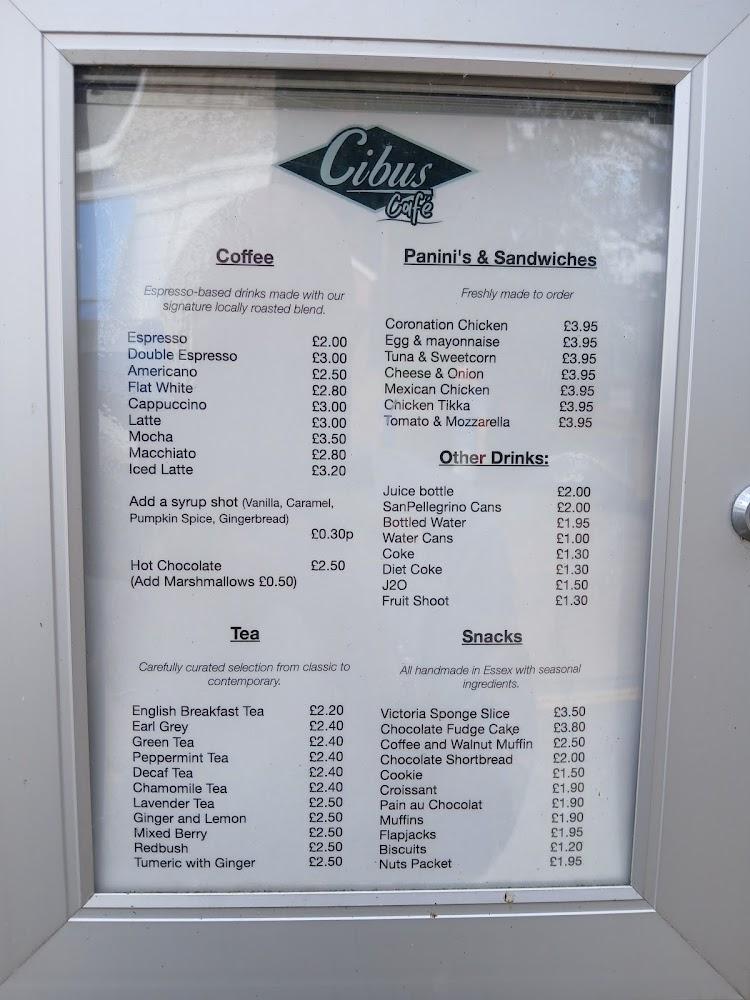 Cibus
Café
Coffee
Espresso-based drinks made with our
signature locally roasted blend.
Espresso £2.00
Double Espresso £3.00
Americano £2.50
Flat White £2.80
Cappuccino £3.00
Latte £3.00
Mocha £3.50
Macchiato £2.80
Iced Latte £3.20
Add a syrup shot (Vanilla, Caramel,
Pumpkin Spice, Gingerbread)
£0.30p
Hot Chocolate £2.50
(Add Marshmallows £0.50)
Tea
Carefully curated selection from classic to
contemporary.
English Breakfast Tea £2.20
Earl Grey £2.40
Green Tea £2.40
Peppermint Tea £2.40
Decaf Tea £2.40
Chamomile Tea £2.40
Lavender Tea £2.50
Ginger and Lemon £2.50
Mixed Berry £2.50
Redbush £2.50
Tumeric with Ginger £2.50
Panini's & Sandwiches
Freshly made to order
Coronation Chicken £3.95
Egg & mayonnaise £3.95
Tuna & Sweetcorn £3.95
Cheese & Onion £3.95
Mexican Chicken £3.95
Chicken Tikka £3.95
Tomato & Mozzarella £3.95
Other Drinks:
Juice bottle £2.00
SanPellegrino Cans £2.00
Bottled Water £1.95
Water Cans £1.00
Coke £1.30
Diet Coke £1.30
J2O £1.50
Fruit Shoot £1.30
Snacks
All handmade in Essex with seasonal
ingredients.
Victoria Sponge Slice £3.50
Chocolate Fudge Cake £3.80
Coffee and Walnut Muffin £2.50
Chocolate Shortbread £2.00
Cookie £1.50
Croissant £1.90
Pain au Chocolat £1.90
Muffins £1.90
Flapjacks £1.95
Biscuits £1.20
Nuts Packet £1.95